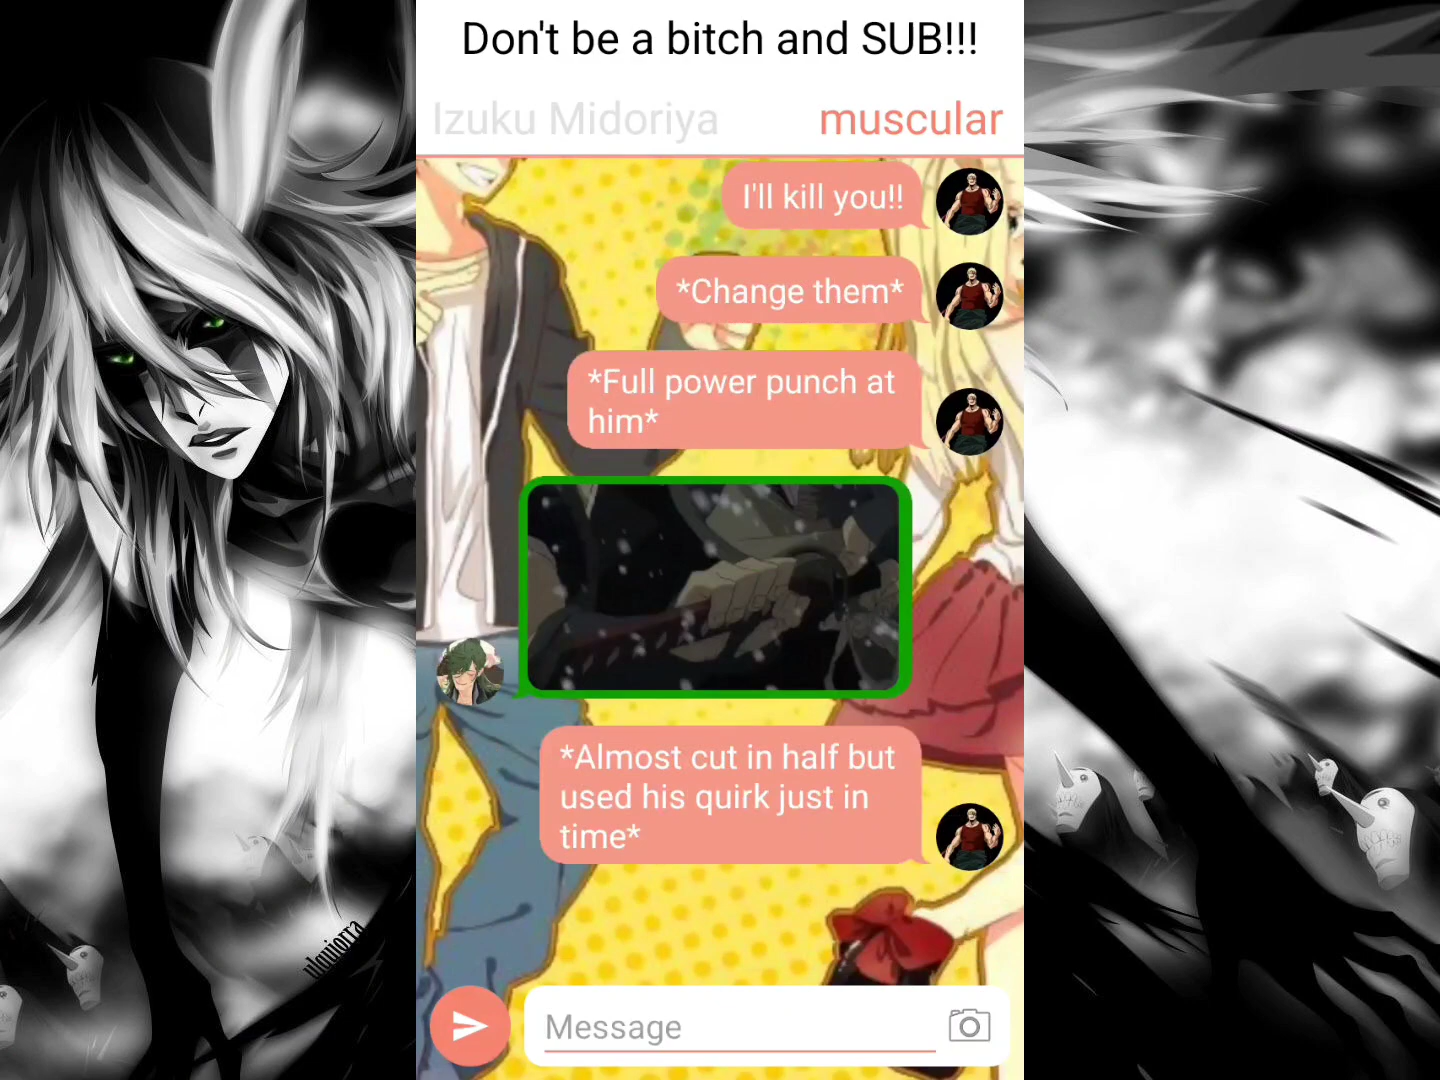 Don't be a bitch and SUB!!!
Izuku Midoriya
muscular
I'll kill you!!
*Change them*
*Full power punch at
him*
*Almost cut in half but
used his quirk just in
time*
Message
ulquiorra